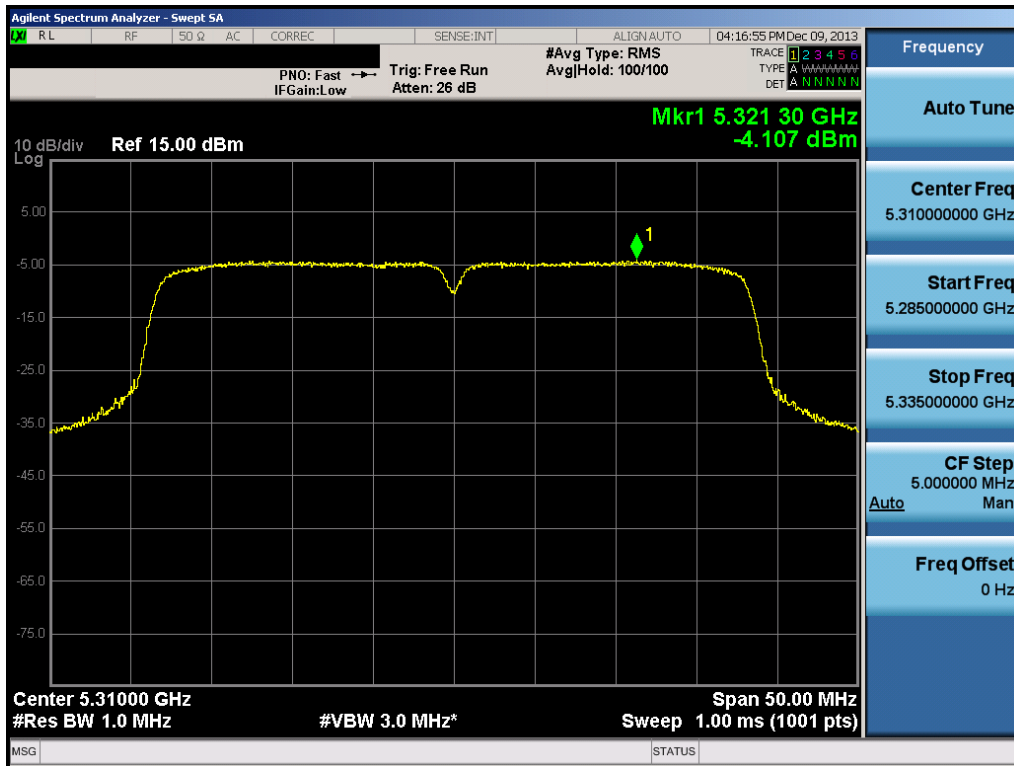 Agilent Spectrum Analyzer - Swept SA
LXI RL RF 50 Ω AC CORREC SENSE:INT ALIGN AUTO 04:16:55 PM Dec 09, 2013
PNO: Fast
IFGain:Low
Trig: Free Run
Atten: 26 dB
#Avg Type: RMS
Avg|Hold: 100/100
TRACE 1 2 3 4 5 6
TYPE A WWWWW
DET A N N N N N
Mkr1 5.321 30 GHz
-4.107 dBm
10 dB/div Ref 15.00 dBm
Log
5.00
1
-5.00
-15.0
-25.0
-35.0
-45.0
-55.0
-65.0
-75.0
Center 5.31000 GHz Span 50.00 MHz
#Res BW 1.0 MHz #VBW 3.0 MHz* Sweep 1.00 ms (1001 pts)
MSG STATUS
Frequency
Auto Tune
Center Freq
5.310000000 GHz
Start Freq
5.285000000 GHz
Stop Freq
5.335000000 GHz
CF Step
5.000000 MHz
Auto Man
Freq Offset
0 Hz